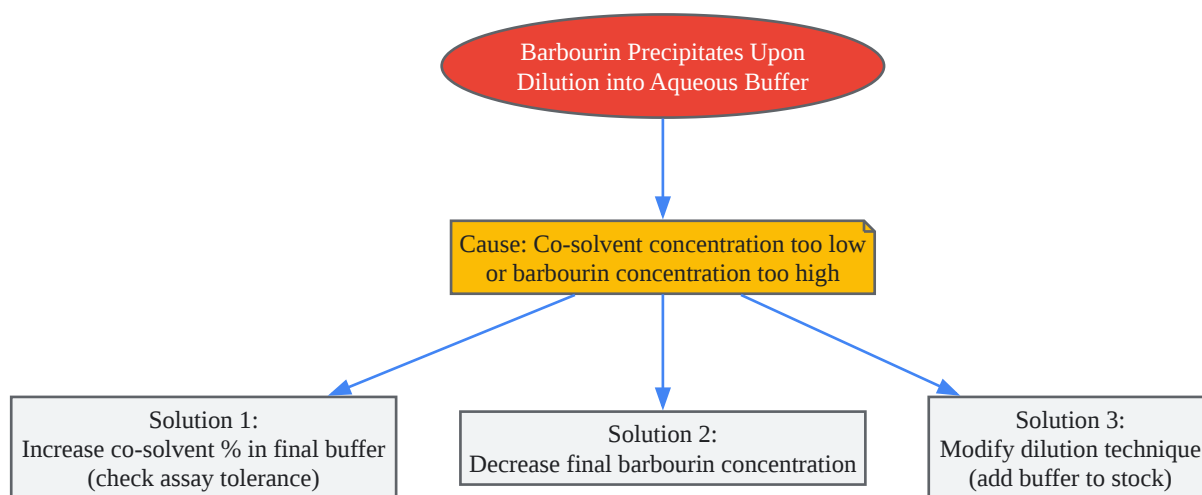 Barbourin Precipitates Upon
Dilution into Aqueous Buffer
Cause: Co-solvent concentration too low
or barbourin concentration too high
Solution 1:
Increase co-solvent % in final buffer
(check assay tolerance)
Solution 2:
Decrease final barbourin concentration
Solution 3:
Modify dilution technique
(add buffer to stock)